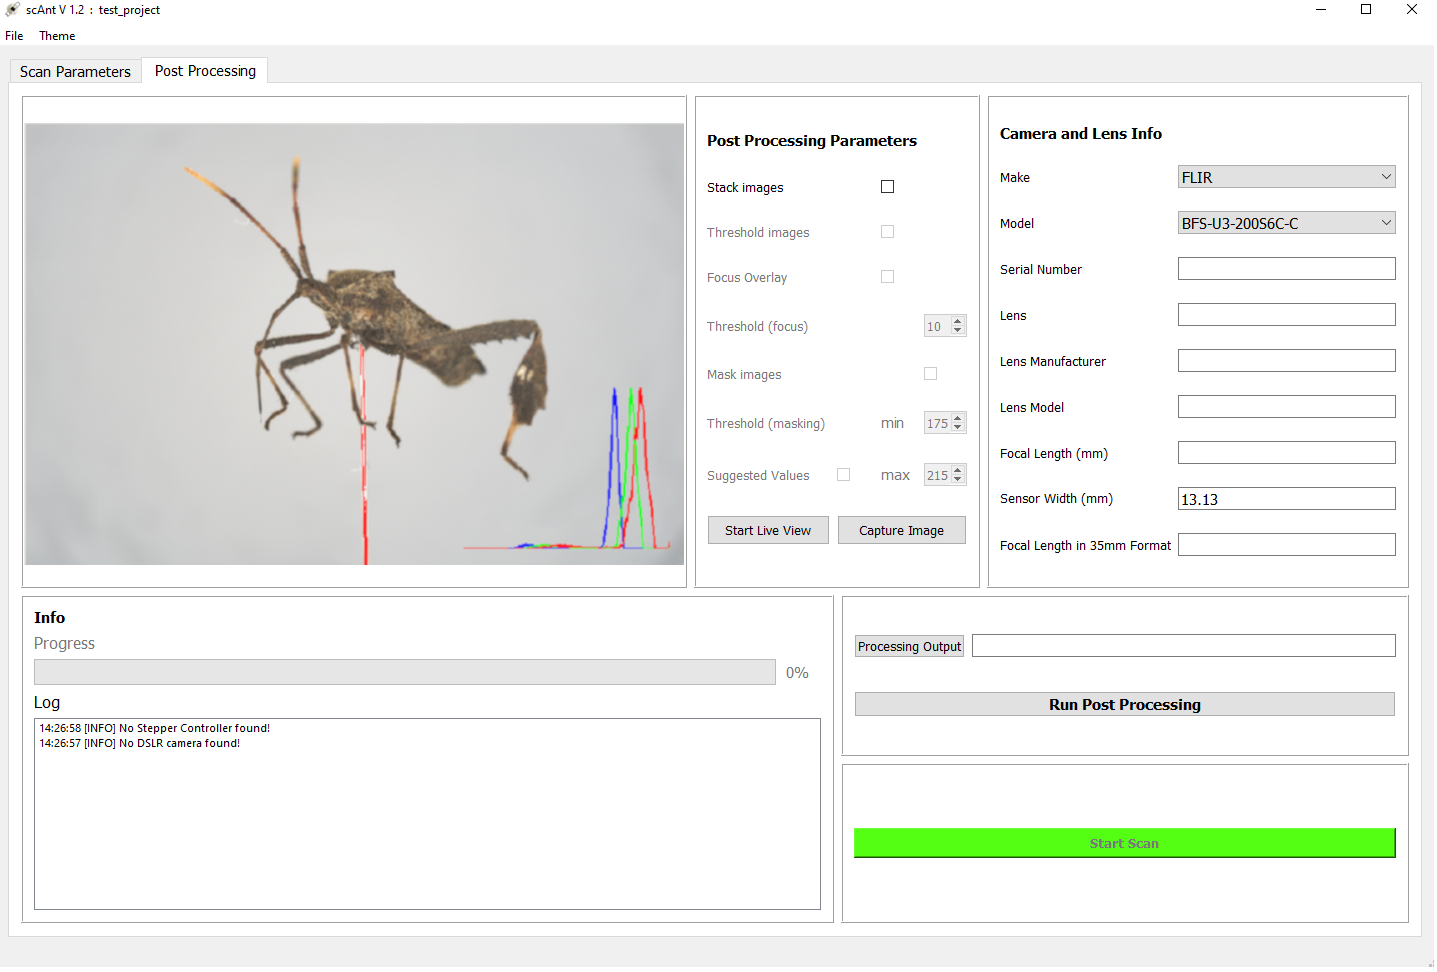 scAnt V 1.2 : test_project
File Theme
Scan Parameters Post Processing
Post Processing Parameters
Stack images
Threshold images
Focus Overlay
Threshold (focus) 10
Mask images
Threshold (masking) min 175
Suggested Values max 215
Start Live View Capture Image
Camera and Lens Info
Make FLIR
Model BFS-U3-200S6C-C
Serial Number
Lens
Lens Manufacturer
Lens Model
Focal Length (mm)
Sensor Width (mm) 13.13
Focal Length in 35mm Format
Info
Progress
0%
Log
14:26:58 [INFO] No Stepper Controller found!
14:26:57 [INFO] No DSLR camera found!
Processing Output
Run Post Processing
Start Scan